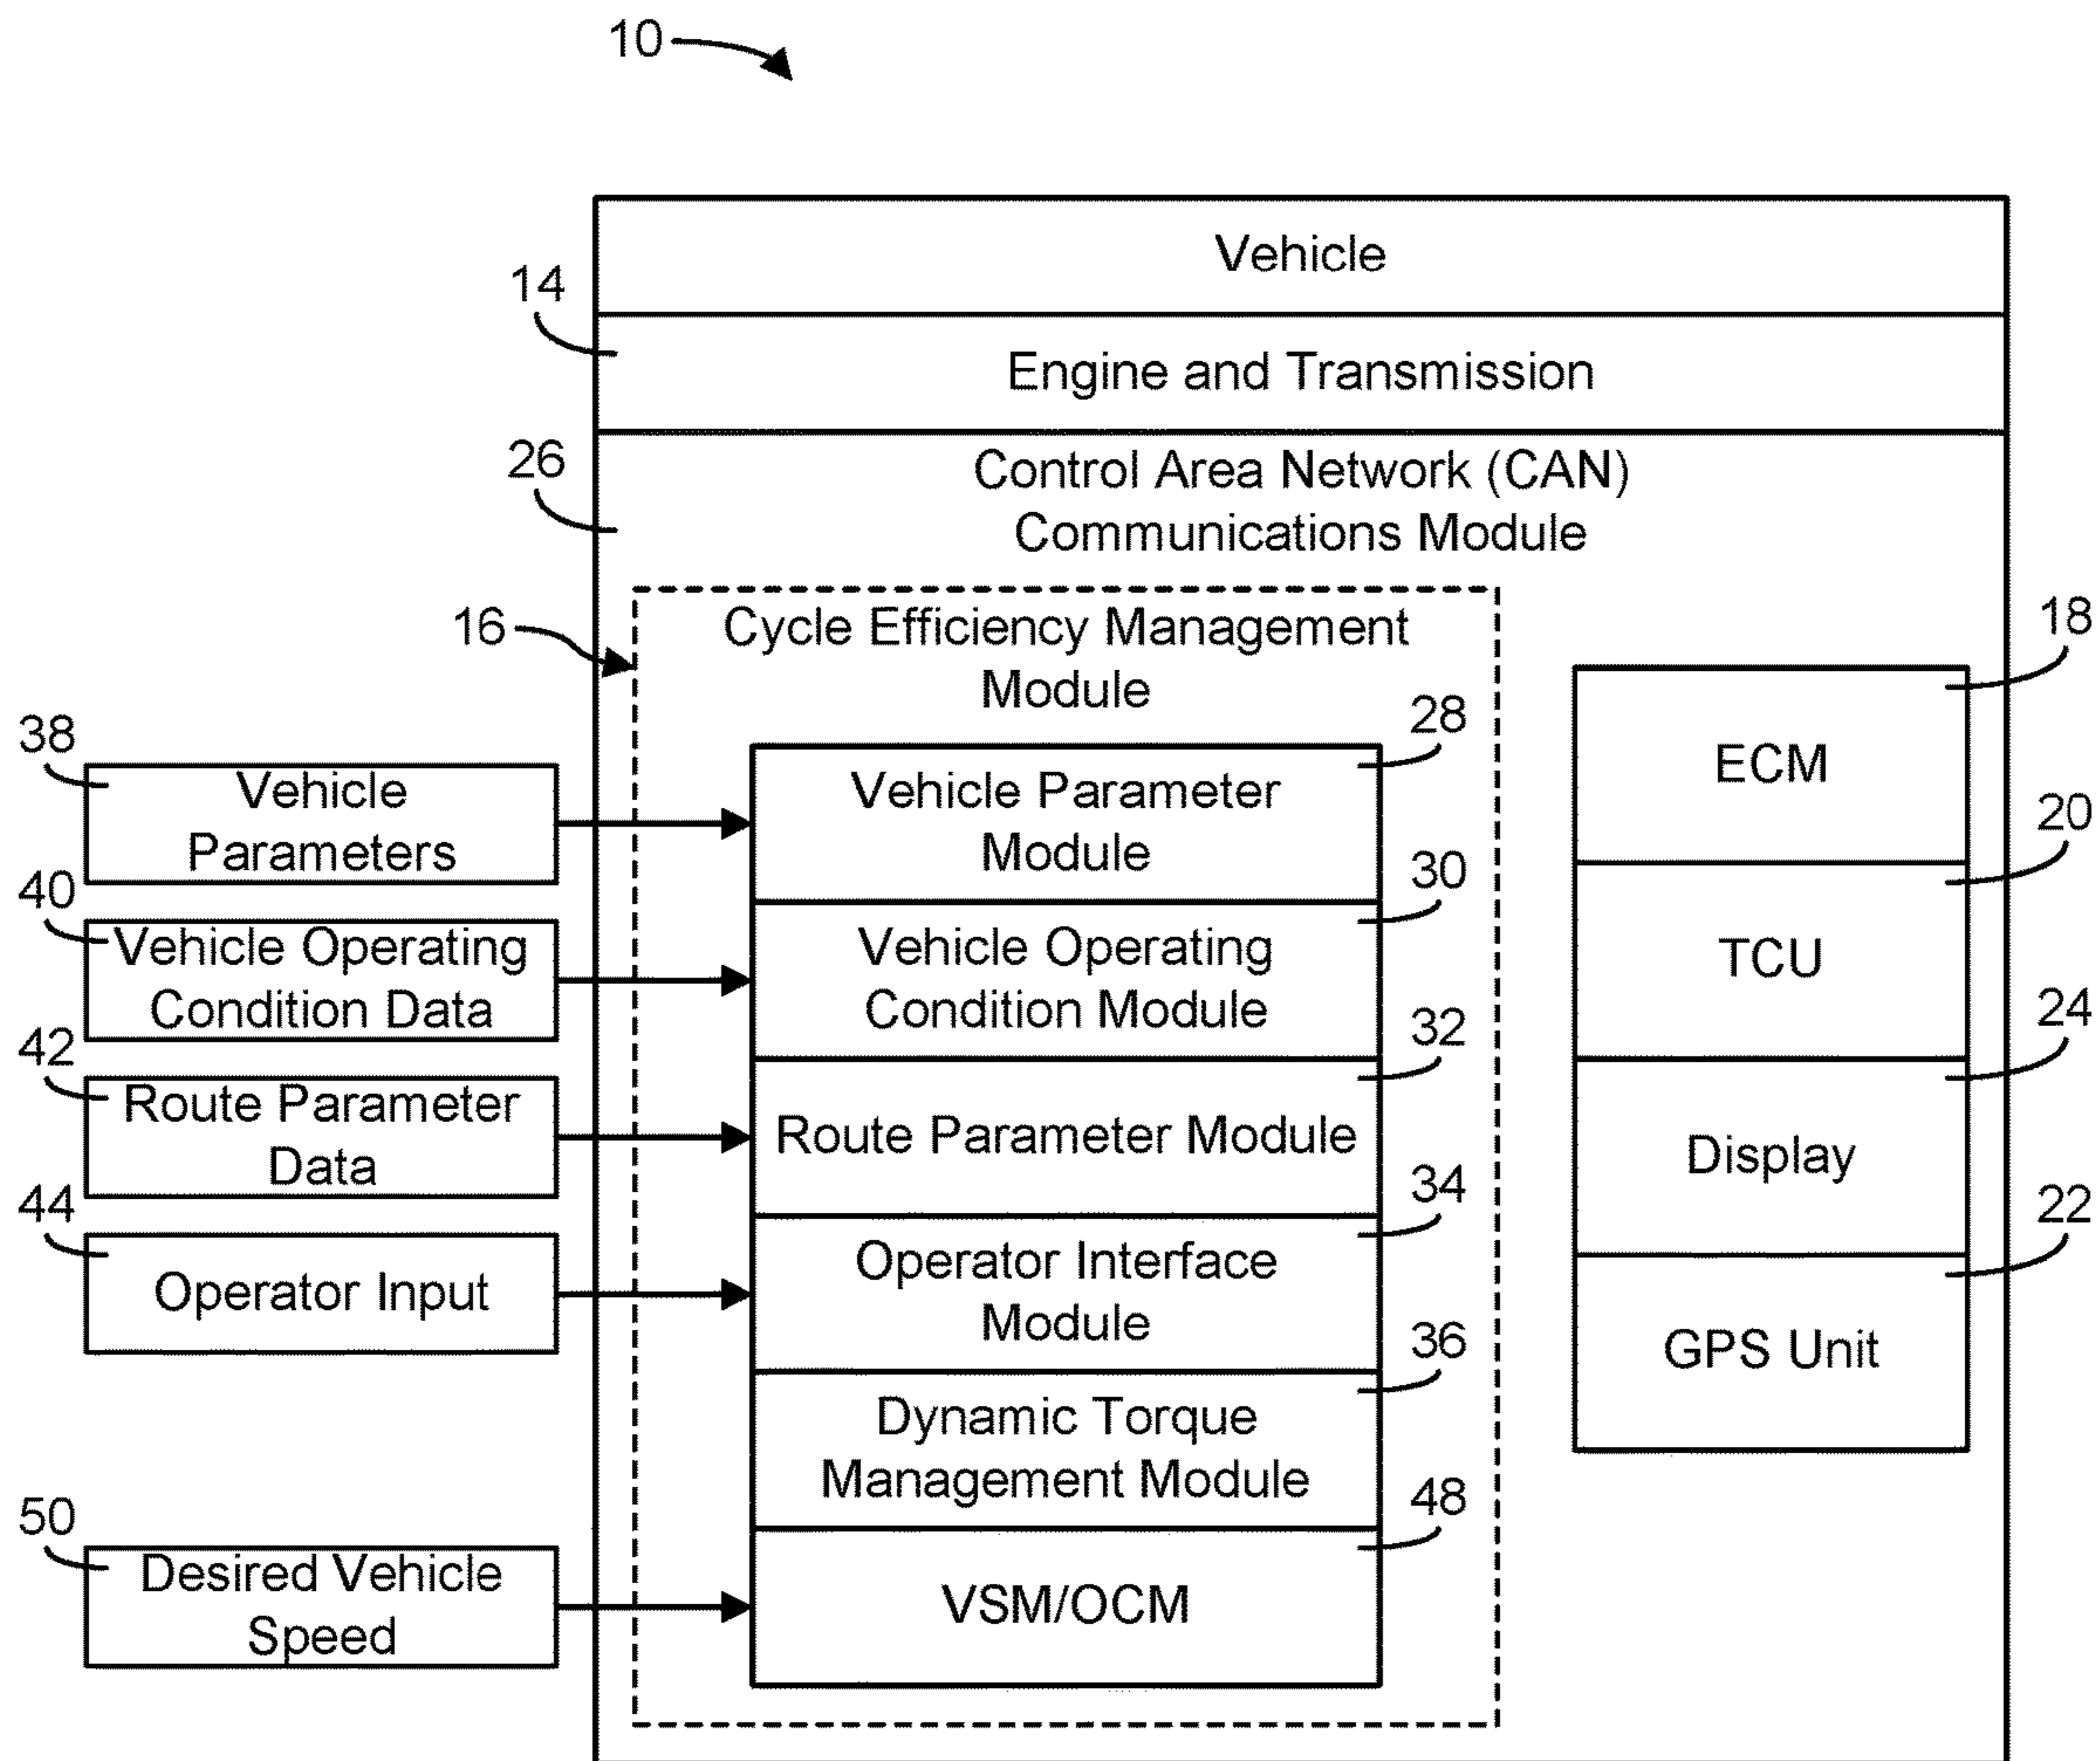 10
Vehicle
14
Engine and Transmission
26
Control Area Network (CAN)
Communications Module
16
Cycle Efficiency Management
Module
18
ECM
20
TCU
24
Display
22
GPS Unit
38
Vehicle
Parameters
28
Vehicle Parameter
Module
40
Vehicle Operating
Condition Data
30
Vehicle Operating
Condition Module
42
Route Parameter
Data
32
Route Parameter Module
44
Operator Input
34
Operator Interface
Module
36
Dynamic Torque
Management Module
50
Desired Vehicle
Speed
48
VSM/OCM